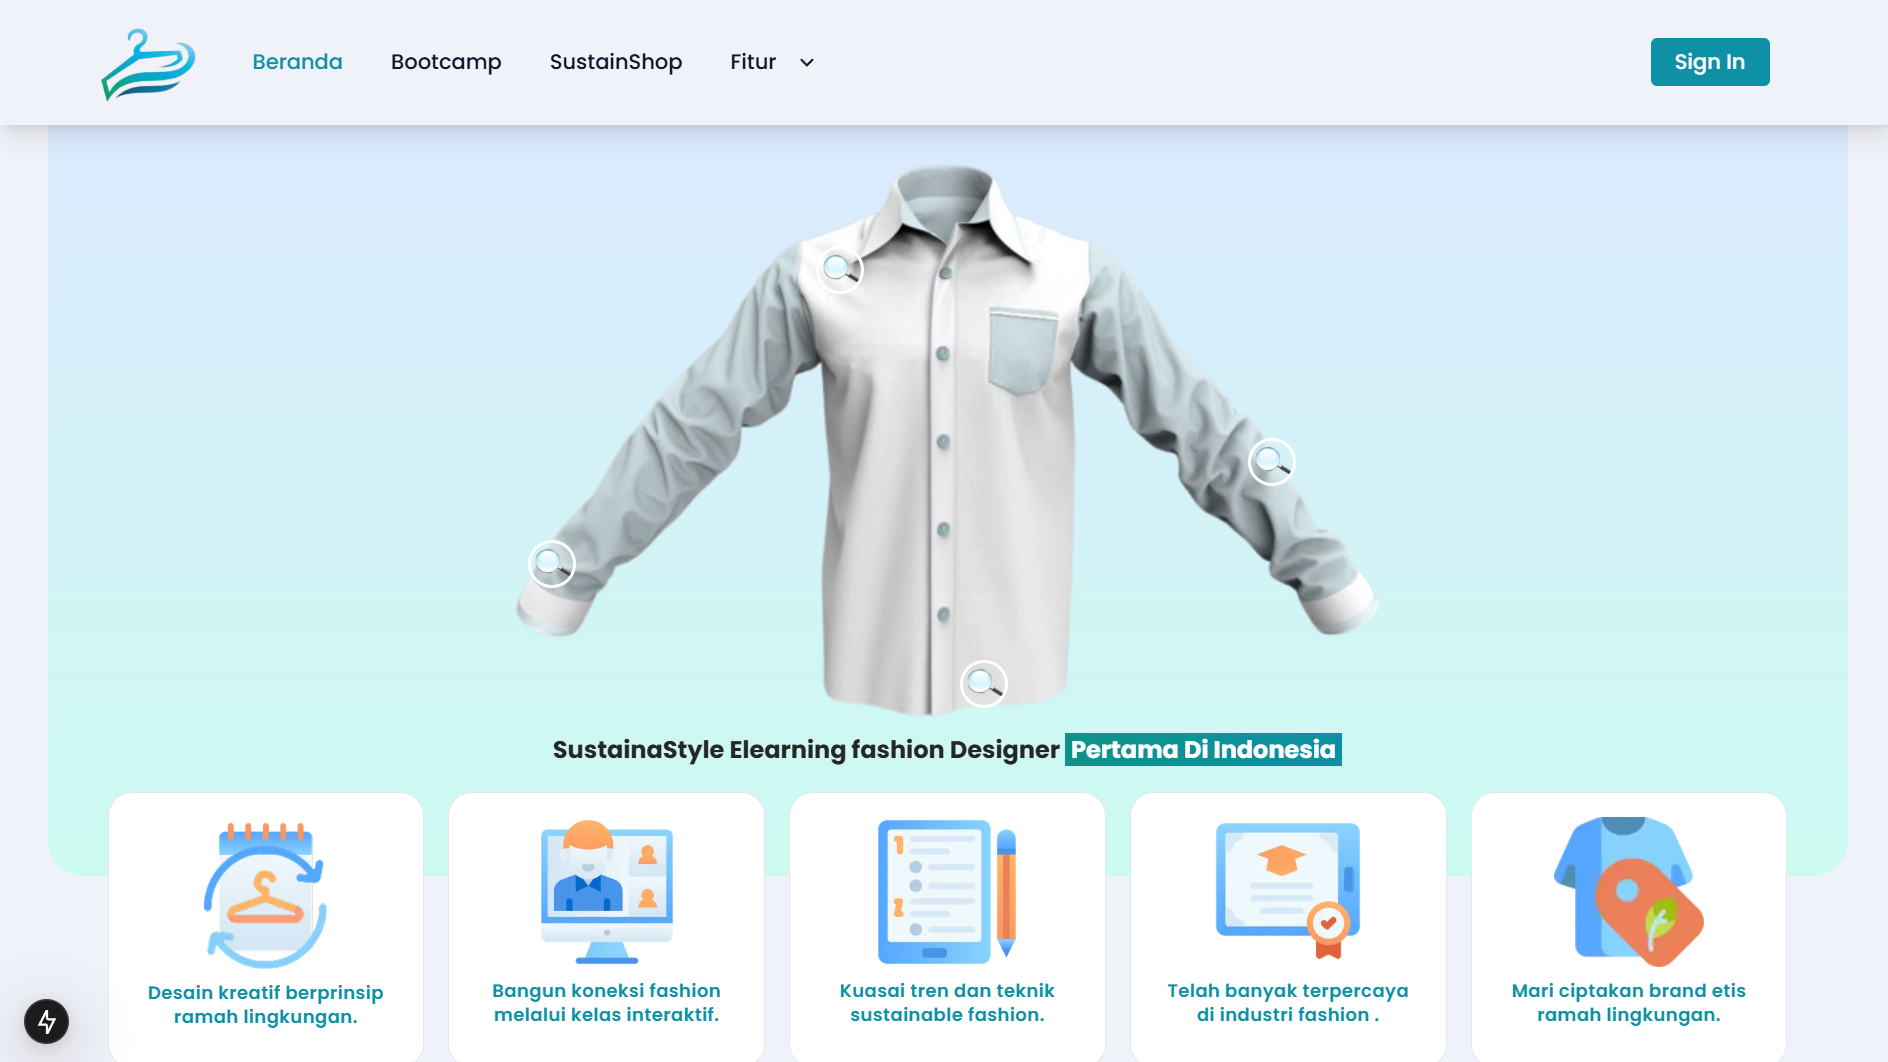 Beranda
Bootcamp
SustainShop
Fitur
Sign In
SustainaStyle Elearning fashion Designer Pertama Di Indonesia
Desain kreatif berprinsip
ramah lingkungan.
Bangun koneksi fashion
melalui kelas interaktif.
1
2
Kuasai tren dan teknik
sustainable fashion.
Telah banyak terpercaya
di industri fashion .
Mari ciptakan brand etis
ramah lingkungan.